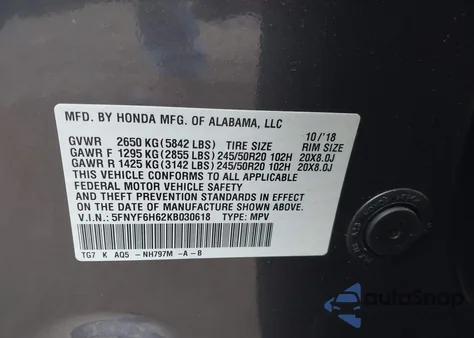 MFD. BY HONDA MFG. OF ALABAMA, LLC
10/'18
GVWR 2650 KG(5842 LBS) TIRE SIZE RIM SIZE
GAWR F 1295 KG(2855 LBS) 245/50R20 102H 20X8.0J
GAWR R 1425 KG(3142 LBS) 245/50R20 102H 20X8.0J
THIS VEHICLE CONFORMS TO ALL APPLICABLE
FEDERAL MOTOR VEHICLE SAFETY, BUMPER, AND
THEFT PREVENTION STANDARDS IN EFFECT ON THE
DATE OF MANUFACTURE SHOWN ABOVE.
V.I.N.: 5FNYF6H62KB030618 TYPE: MPV
TG7 K AQ5 -NH797M -A-B
AutoSnap